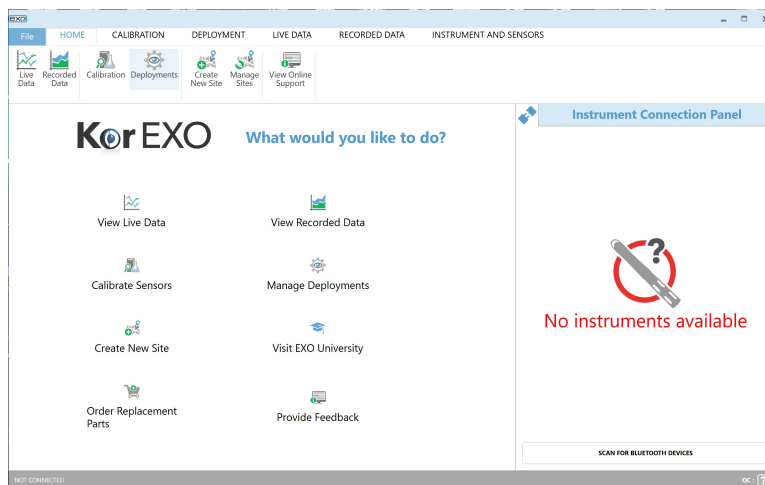 exo
File HOME CALIBRATION DEPLOYMENT LIVE DATA RECORDED DATA INSTRUMENT AND SENSORS
Live Data
Recorded Data
Calibration
Deployments
Create New Site
Manage Sites
View Online Support
Instrument Connection Panel
Kor EXO
What would you like to do?
View Live Data
View Recorded Data
Calibrate Sensors
Manage Deployments
Create New Site
Visit EXO University
Order Replacement
Parts
Provide Feedback
?
No instruments available
SCAN FOR BLUETOOTH DEVICES
NOT CONNECTED
QC : ?